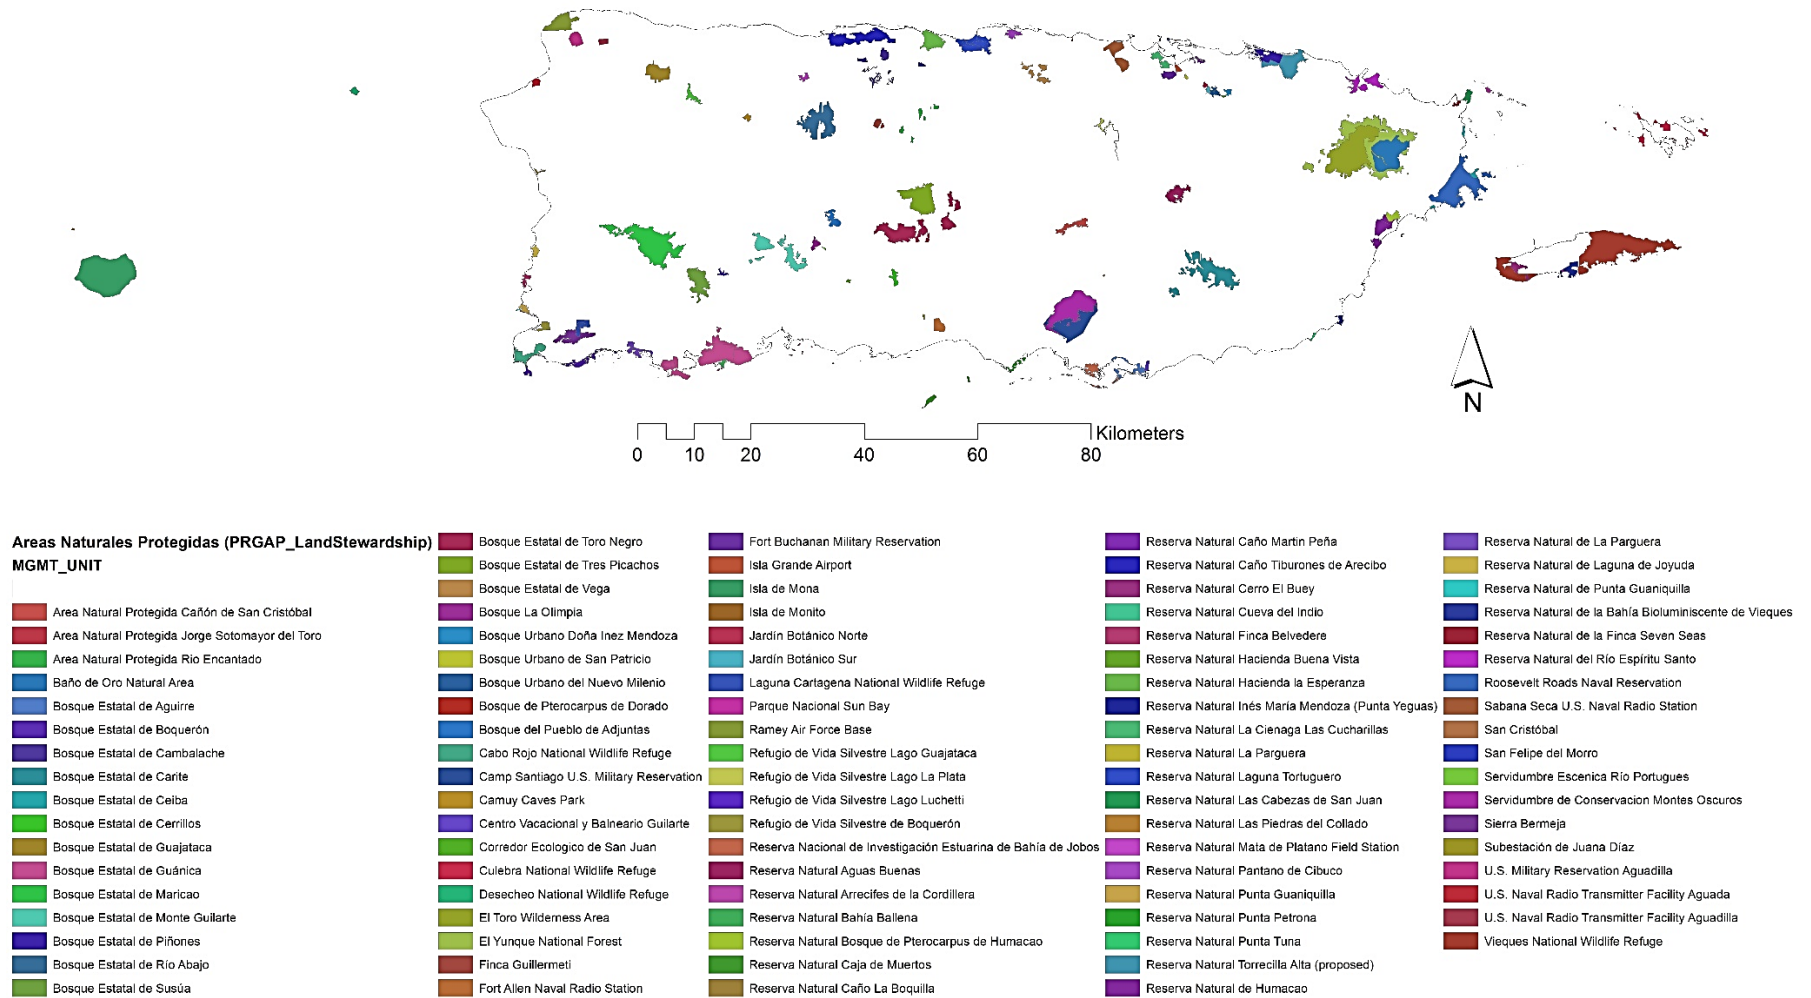 N
Kilometers
0 10 20 40 60 80
Areas Naturales Protegidas (PRGAP_LandStewardship)
MGMT_UNIT
Area Natural Protegida Cañón de San Cristóbal
Area Natural Protegida Jorge Sotomayor del Toro
Area Natural Protegida Rio Encantado
Baño de Oro Natural Area
Bosque Estatal de Aguirre
Bosque Estatal de Boquerón
Bosque Estatal de Cambalache
Bosque Estatal de Carite
Bosque Estatal de Ceiba
Bosque Estatal de Cerrillos
Bosque Estatal de Guajataca
Bosque Estatal de Guánica
Bosque Estatal de Maricao
Bosque Estatal de Monte Guilarte
Bosque Estatal de Piñones
Bosque Estatal de Río Abajo
Bosque Estatal de Susúa
Bosque Estatal de Toro Negro
Bosque Estatal de Tres Picachos
Bosque Estatal de Vega
Bosque La Olimpia
Bosque Urbano Doña Inez Mendoza
Bosque Urbano de San Patricio
Bosque Urbano del Nuevo Milenio
Bosque de Pterocarpus de Dorado
Bosque del Pueblo de Adjuntas
Cabo Rojo National Wildlife Refuge
Camp Santiago U.S. Military Reservation
Camuy Caves Park
Centro Vacacional y Balneario Guilarte
Corredor Ecologico de San Juan
Culebra National Wildlife Refuge
Desecheo National Wildlife Refuge
El Toro Wilderness Area
El Yunque National Forest
Finca Guillermeti
Fort Allen Naval Radio Station
Fort Buchanan Military Reservation
Isla Grande Airport
Isla de Mona
Isla de Monito
Jardín Botánico Norte
Jardín Botánico Sur
Laguna Cartagena National Wildlife Refuge
Parque Nacional Sun Bay
Ramey Air Force Base
Refugio de Vida Silvestre Lago Guajataca
Refugio de Vida Silvestre Lago La Plata
Refugio de Vida Silvestre Lago Luchetti
Refugio de Vida Silvestre de Boquerón
Reserva Nacional de Investigación Estuarina de Bahía de Jobos
Reserva Natural Aguas Buenas
Reserva Natural Arrecifes de la Cordillera
Reserva Natural Bahía Ballena
Reserva Natural Bosque de Pterocarpus de Humacao
Reserva Natural Caja de Muertos
Reserva Natural Caño La Boquilla
Reserva Natural Caño Martin Peña
Reserva Natural Caño Tiburones de Arecibo
Reserva Natural Cerro El Buey
Reserva Natural Cueva del Indio
Reserva Natural Finca Belvedere
Reserva Natural Hacienda Buena Vista
Reserva Natural Hacienda la Esperanza
Reserva Natural Inés María Mendoza (Punta Yeguas)
Reserva Natural La Cienaga Las Cucharillas
Reserva Natural La Parguera
Reserva Natural Laguna Tortuguero
Reserva Natural Las Cabezas de San Juan
Reserva Natural Las Piedras del Collado
Reserva Natural Mata de Platano Field Station
Reserva Natural Pantano de Cibuco
Reserva Natural Punta Guaniquilla
Reserva Natural Punta Petrona
Reserva Natural Punta Tuna
Reserva Natural Torrecilla Alta (proposed)
Reserva Natural de Humacao
Reserva Natural de La Parguera
Reserva Natural de Laguna de Joyuda
Reserva Natural de Punta Guaniquilla
Reserva Natural de la Bahía Bioluminiscente de Vieques
Reserva Natural de la Finca Seven Seas
Reserva Natural del Río Espíritu Santo
Roosevelt Roads Naval Reservation
Sabana Seca U.S. Naval Radio Station
San Cristóbal
San Felipe del Morro
Servidumbre Escenica Río Portugues
Servidumbre de Conservacion Montes Oscuros
Sierra Bermeja
Subestación de Juana Díaz
U.S. Military Reservation Aguadilla
U.S. Naval Radio Transmitter Facility Aguada
U.S. Naval Radio Transmitter Facility Aguadilla
Vieques National Wildlife Refuge